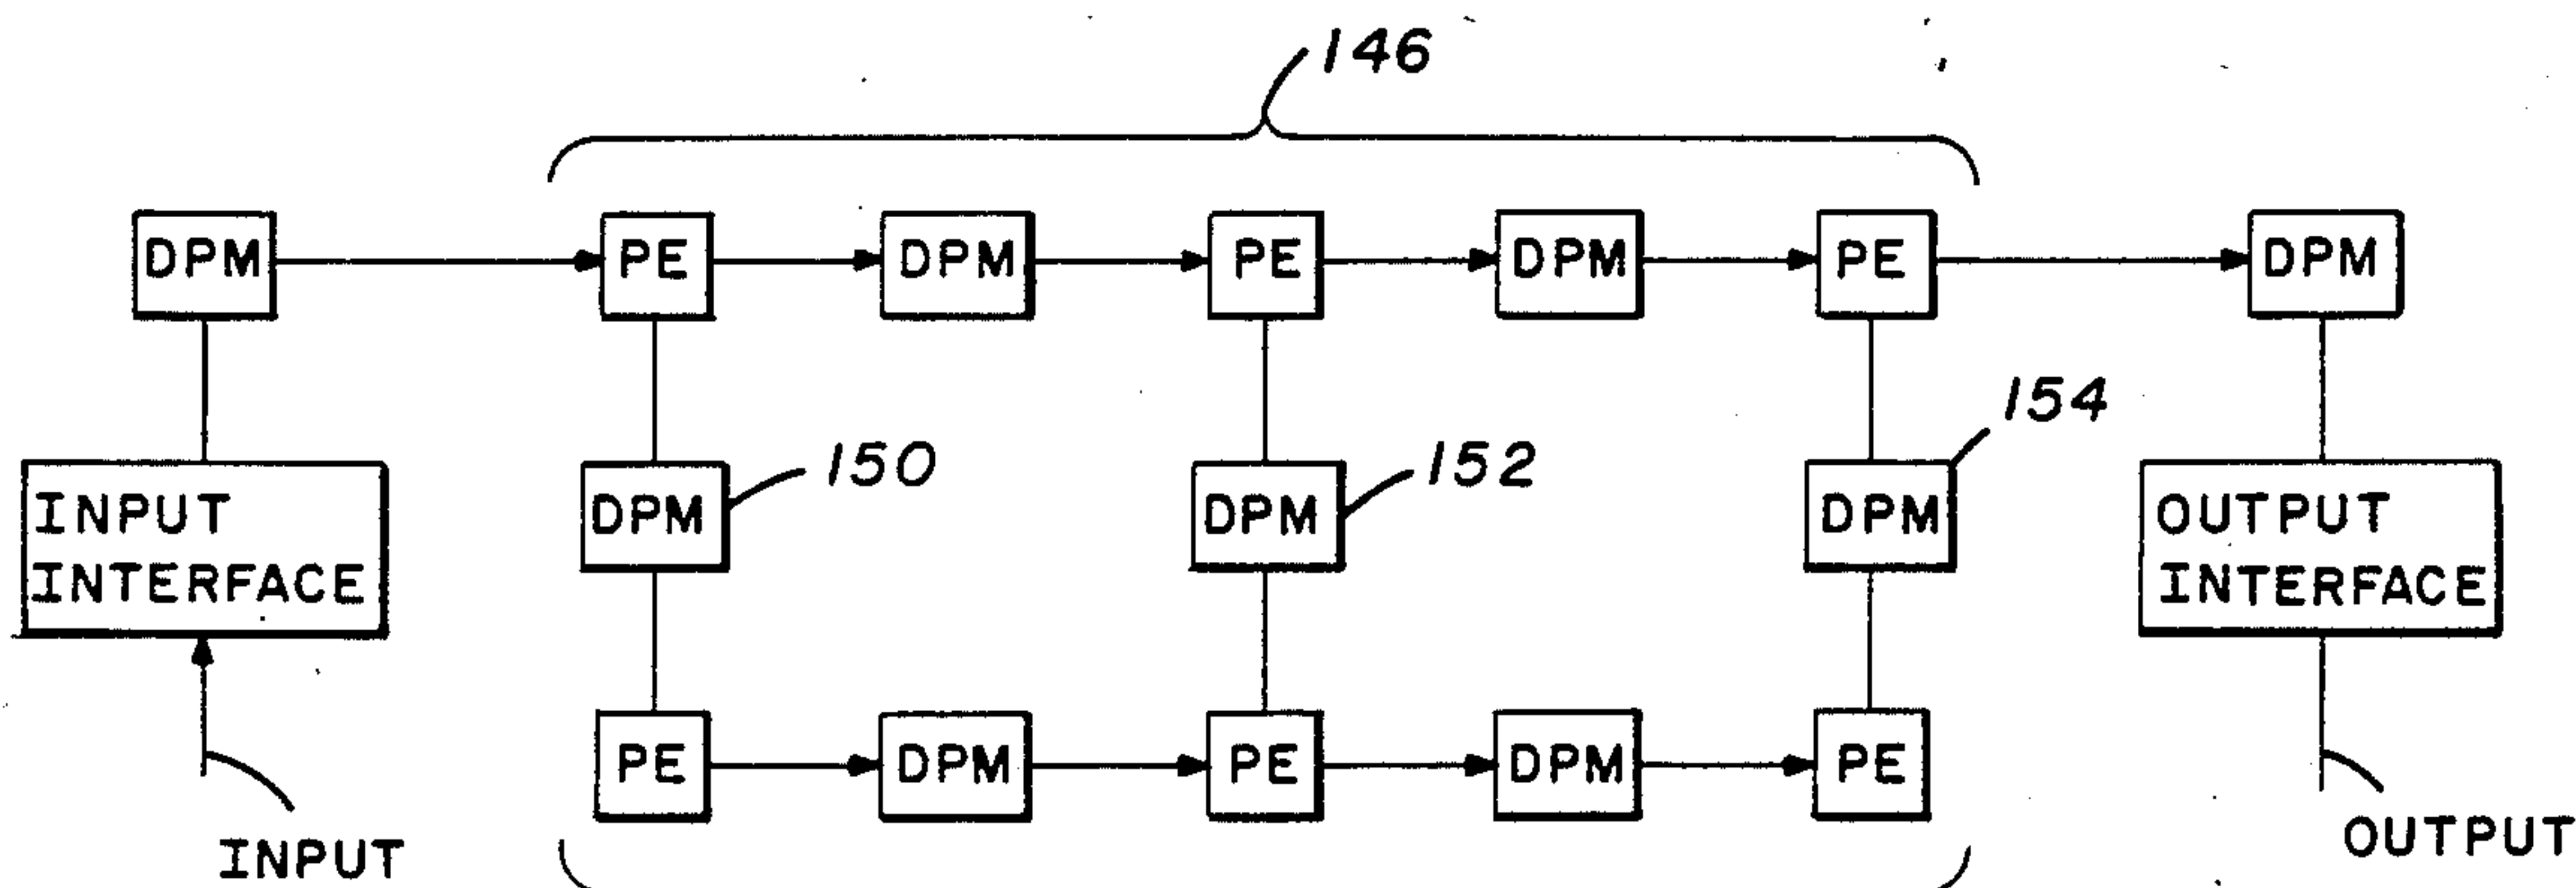 146
DPM PE DPM PE DPM PE DPM
154
150 152
INPUT INTERFACE
DPM DPM DPM
OUTPUT INTERFACE
PE DPM PE DPM PE
INPUT
OUTPUT